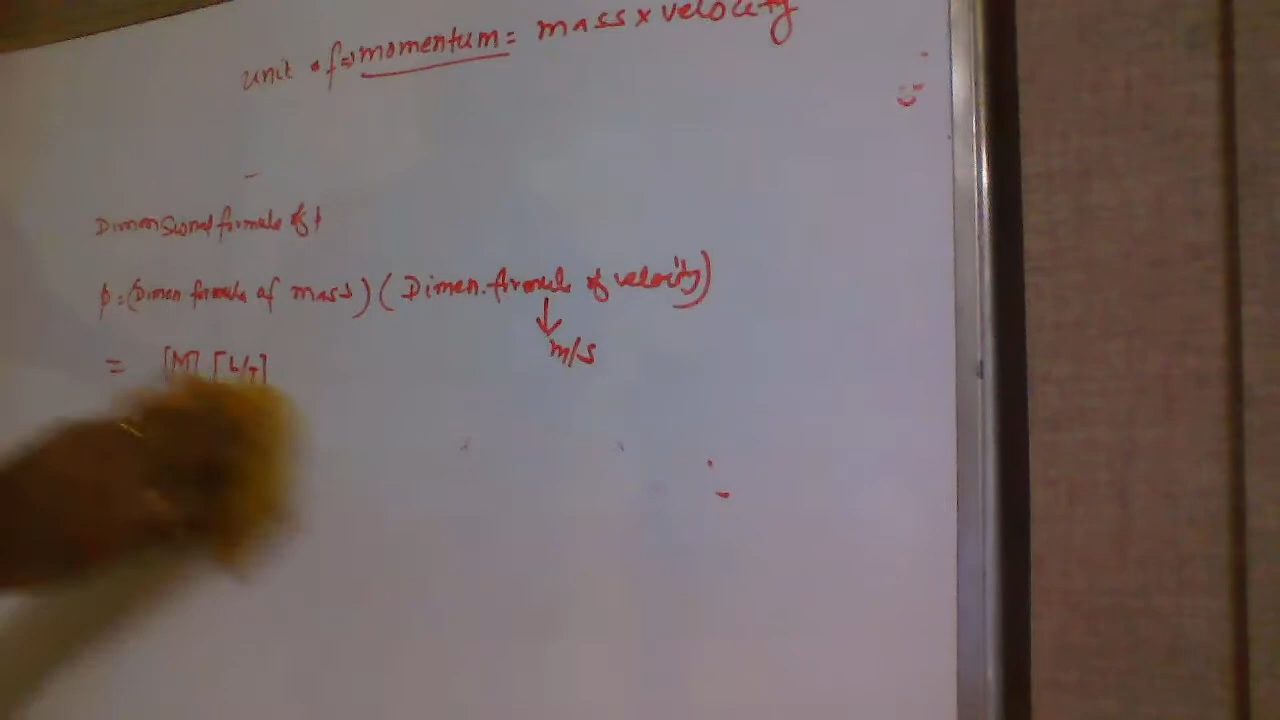 unit of momentum = mass x velocity
Dimensional formula of p
p = (Dimen formula of mass) (Dimen. formula of velocity)
m/s
= [M] [L/T]